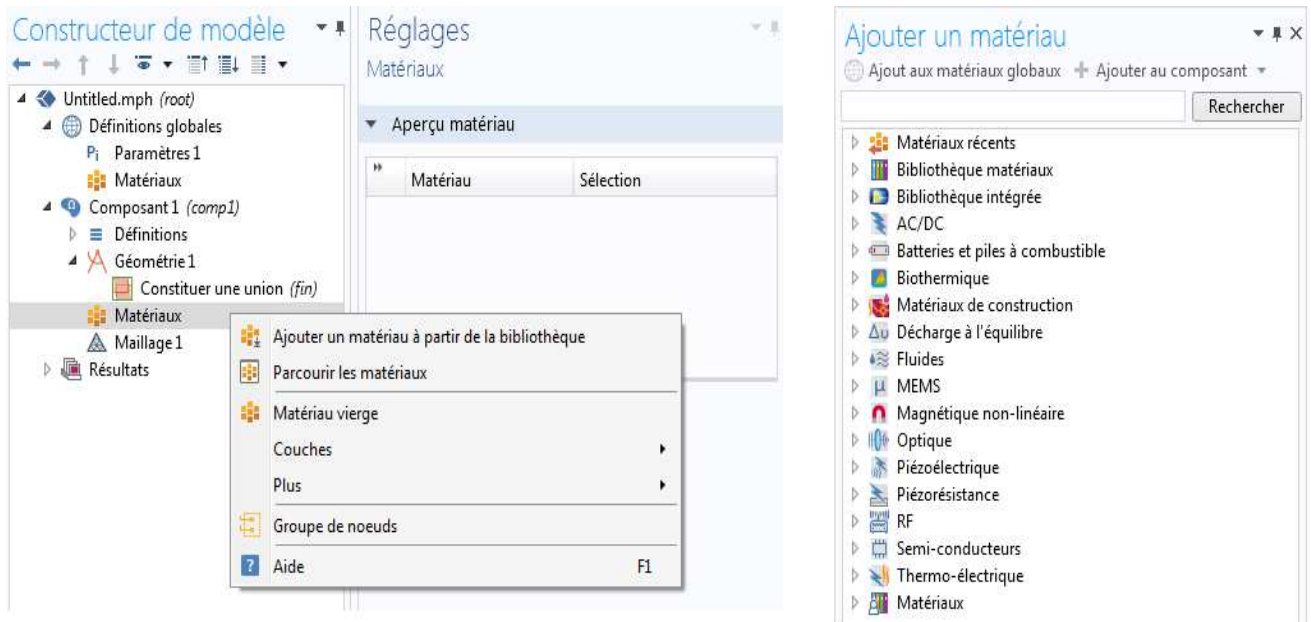 Constructeur de modèle
Untitled.mph (root)
Définitions globales
Pi Paramètres 1
Matériaux
Composant 1 (comp1)
Définitions
Géométrie 1
Constituer une union (fin)
Matériaux
Maillage 1
Résultats
Ajouter un matériau à partir de la bibliothèque
Parcourir les matériaux
Matériau vierge
Couches
Plus
Groupe de noeuds
Aide F1
Réglages
Matériaux
Aperçu matériau
Matériau Sélection
Ajouter un matériau
Ajout aux matériaux globaux Ajouter au composant
Rechercher
Matériaux récents
Bibliothèque matériaux
Bibliothèque intégrée
AC/DC
Batteries et piles à combustible
Biothermique
Matériaux de construction
Δυ Décharge à l'équilibre
Fluides
μ MEMS
Magnétique non-linéaire
Optique
Piézoélectrique
Piézorésistance
RF
Semi-conducteurs
Thermo-électrique
Matériaux